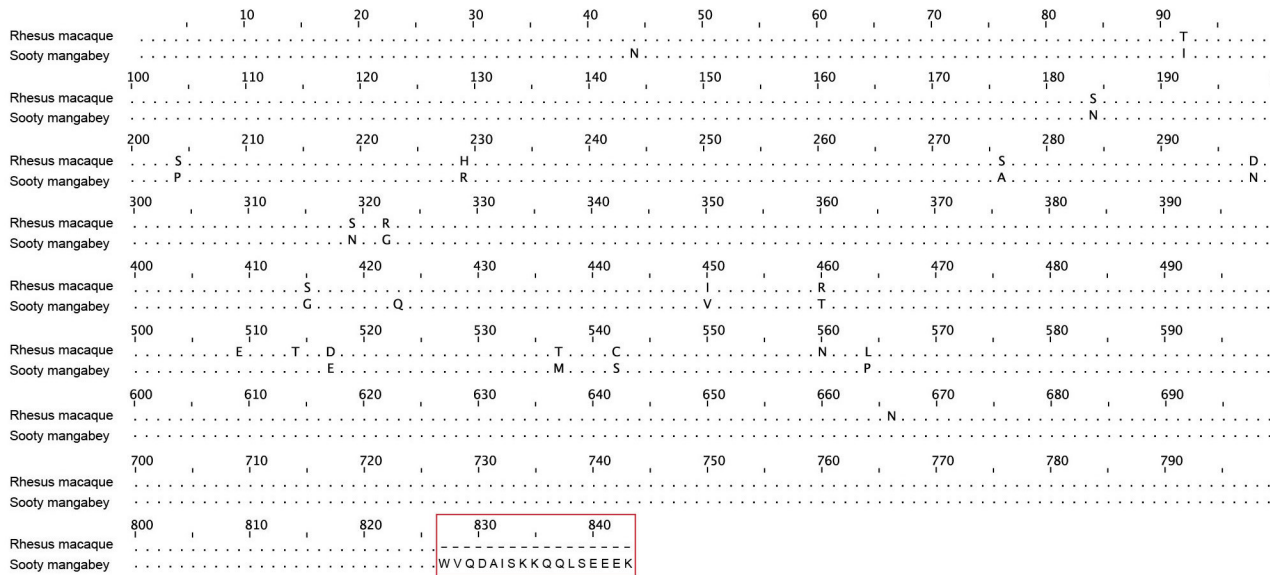 10 20 30 40 50 60 70 80 90
Rhesus macaque T
Sooty mangabey N I
100 110 120 130 140 150 160 170 180 190
Rhesus macaque S
Sooty mangabey N
200 210 220 230 240 250 260 270 280 290
Rhesus macaque S H S D
Sooty mangabey P R A N
300 310 320 330 340 350 360 370 380 390
Rhesus macaque S R
Sooty mangabey N G
400 410 420 430 440 450 460 470 480 490
Rhesus macaque S I R
Sooty mangabey G Q V T
500 510 520 530 540 550 560 570 580 590
Rhesus macaque E T D T C N L
Sooty mangabey E M S P
600 610 620 630 640 650 660 670 680 690
Rhesus macaque N
Sooty mangabey
700 710 720 730 740 750 760 770 780 790
Rhesus macaque
Sooty mangabey
800 810 820 830 840
Rhesus macaque - - - - - - - - - - - - - - - - -
Sooty mangabey W V Q D A I S K K Q Q L S E E E K